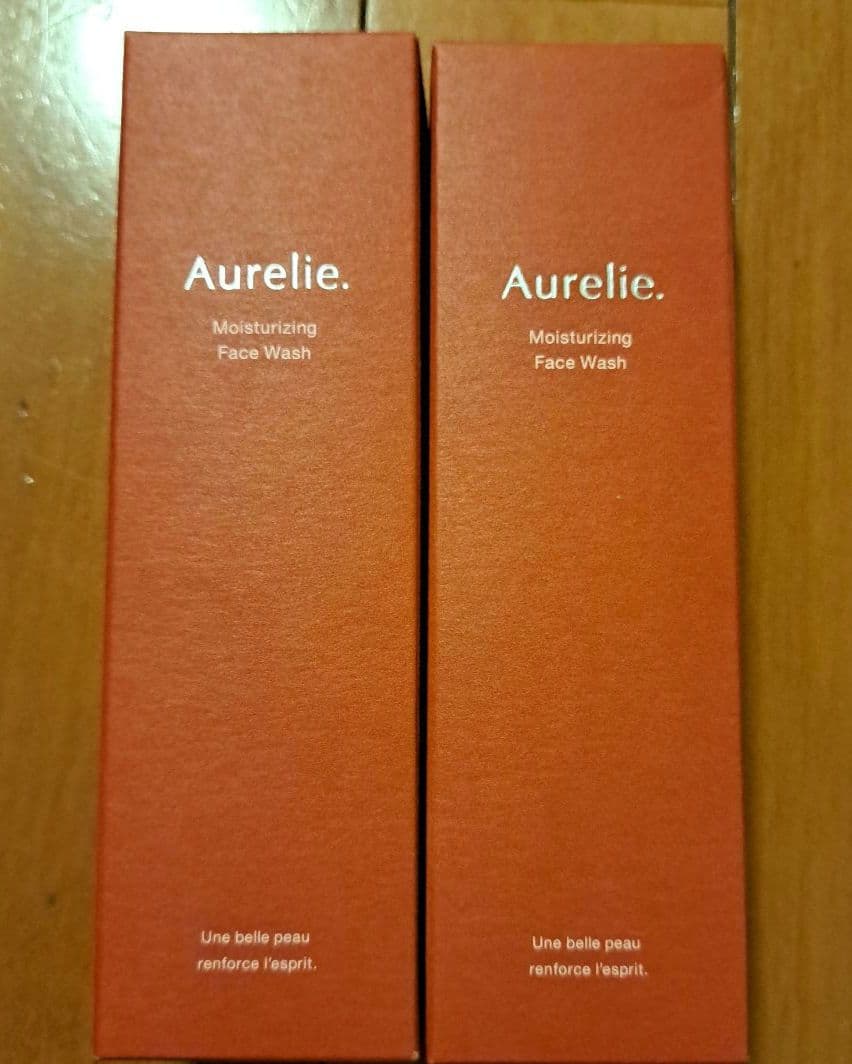 Aurelie.
Moisturizing
Face Wash
Une belle peau
renforce l'esprit.
Aurelie.
Moisturizing
Face Wash
Une belle peau
renforce l'esprit.